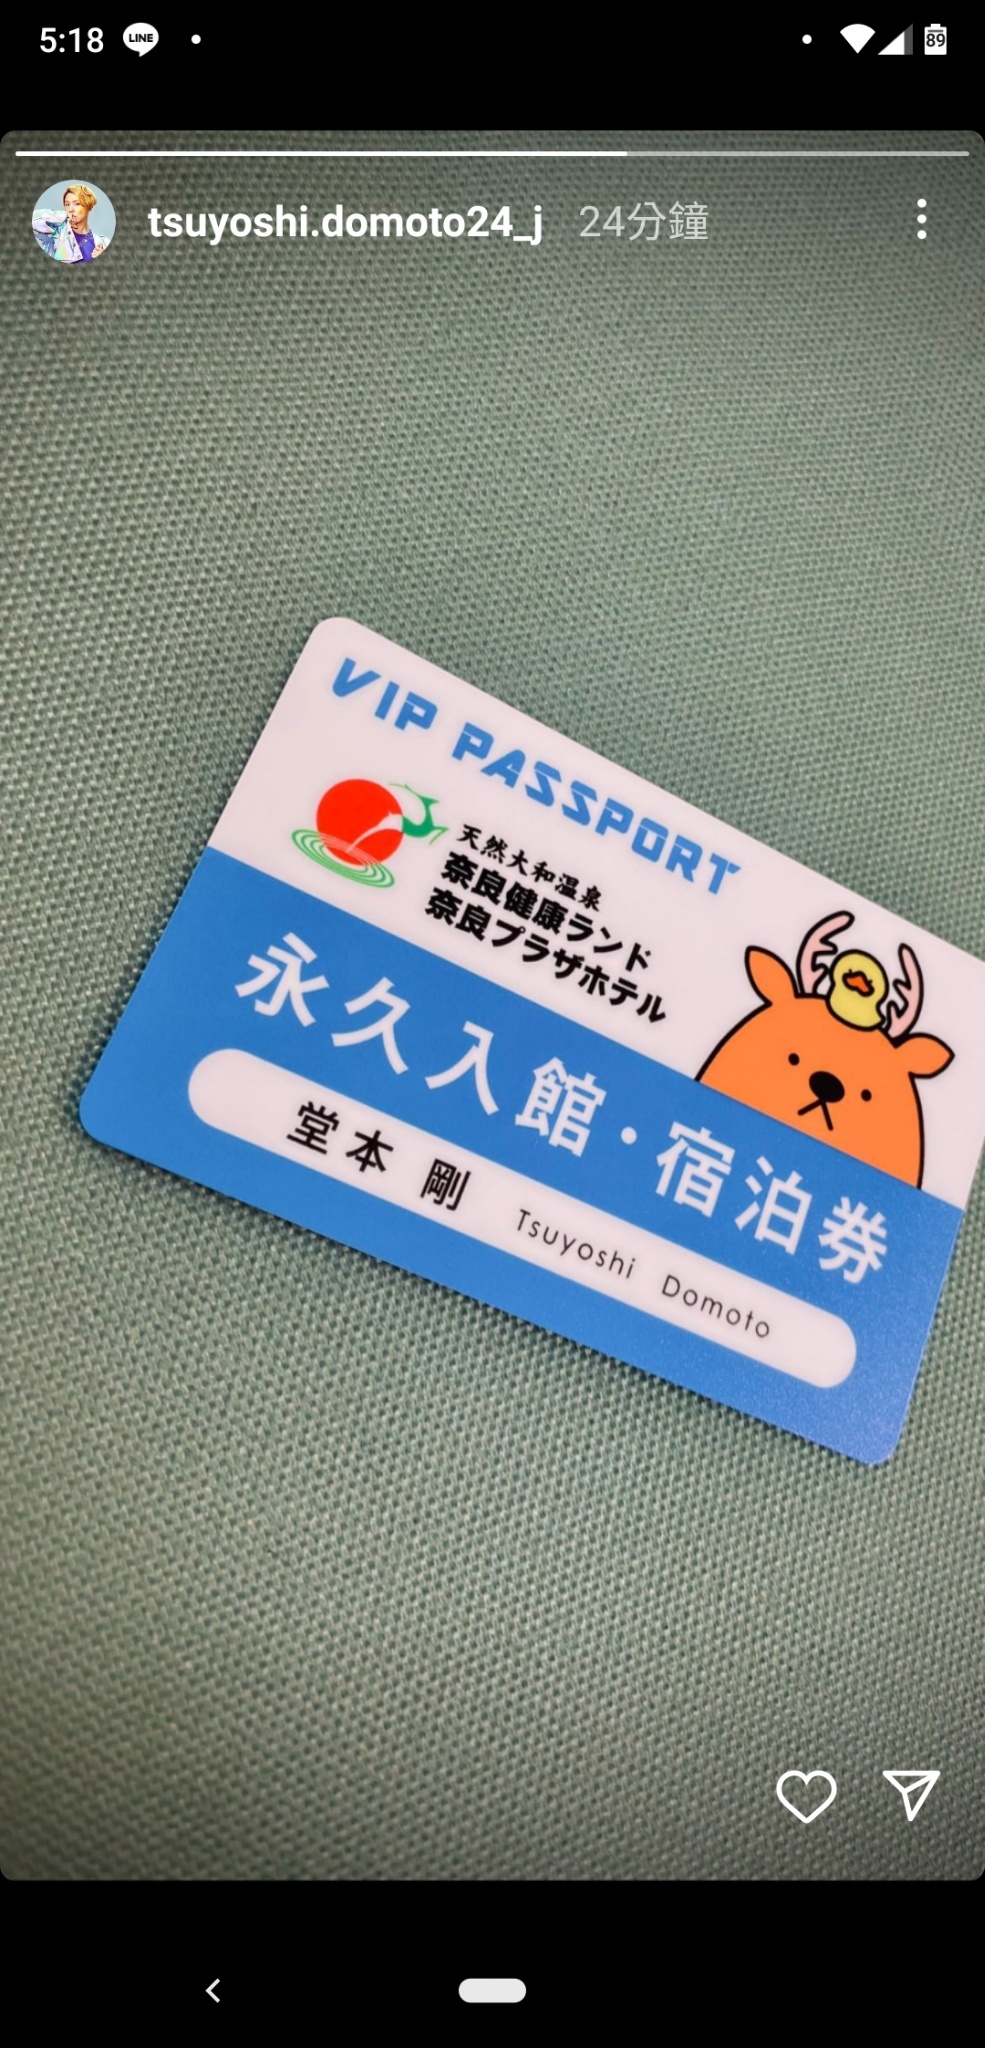 5:18 LINE 89
tsuyoshi.domoto24_j 24分鐘
VIP PASSPORT
天然大和温泉
奈良健康ランド
奈良プラザホテル
永久入館・宿泊券
堂本 剛 Tsuyoshi Domoto